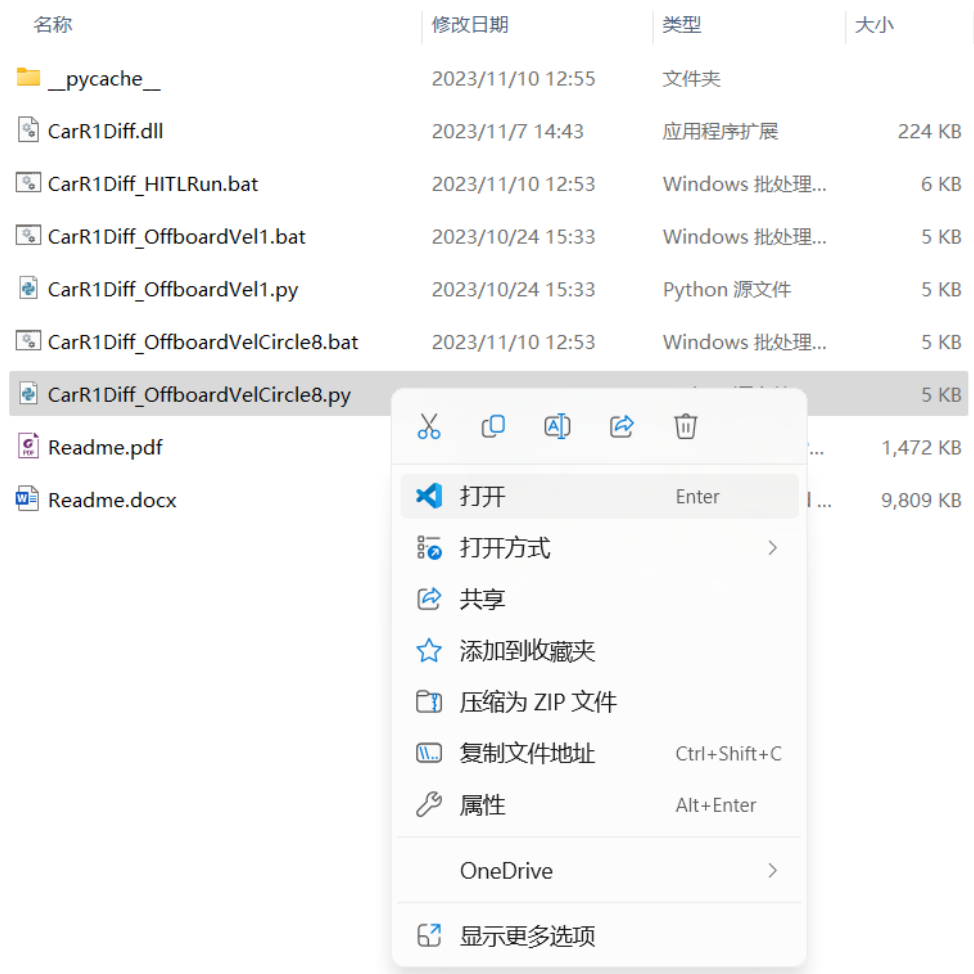 名称 修改日期 类型 大小
__pycache__ 2023/11/10 12:55 文件夹
CarR1Diff.dll 2023/11/7 14:43 应用程序扩展 224 KB
CarR1Diff_HITLRun.bat 2023/11/10 12:53 Windows 批处理... 6 KB
CarR1Diff_OffboardVel1.bat 2023/10/24 15:33 Windows 批处理... 5 KB
CarR1Diff_OffboardVel1.py 2023/10/24 15:33 Python 源文件 5 KB
CarR1Diff_OffboardVelCircle8.bat 2023/11/10 12:53 Windows 批处理... 5 KB
CarR1Diff_OffboardVelCircle8.py 5 KB
Readme.pdf ... 1,472 KB
Readme.docx ... 9,809 KB
打开 Enter
打开方式
共享
添加到收藏夹
压缩为 ZIP 文件
复制文件地址 Ctrl+Shift+C
属性 Alt+Enter
OneDrive
显示更多选项